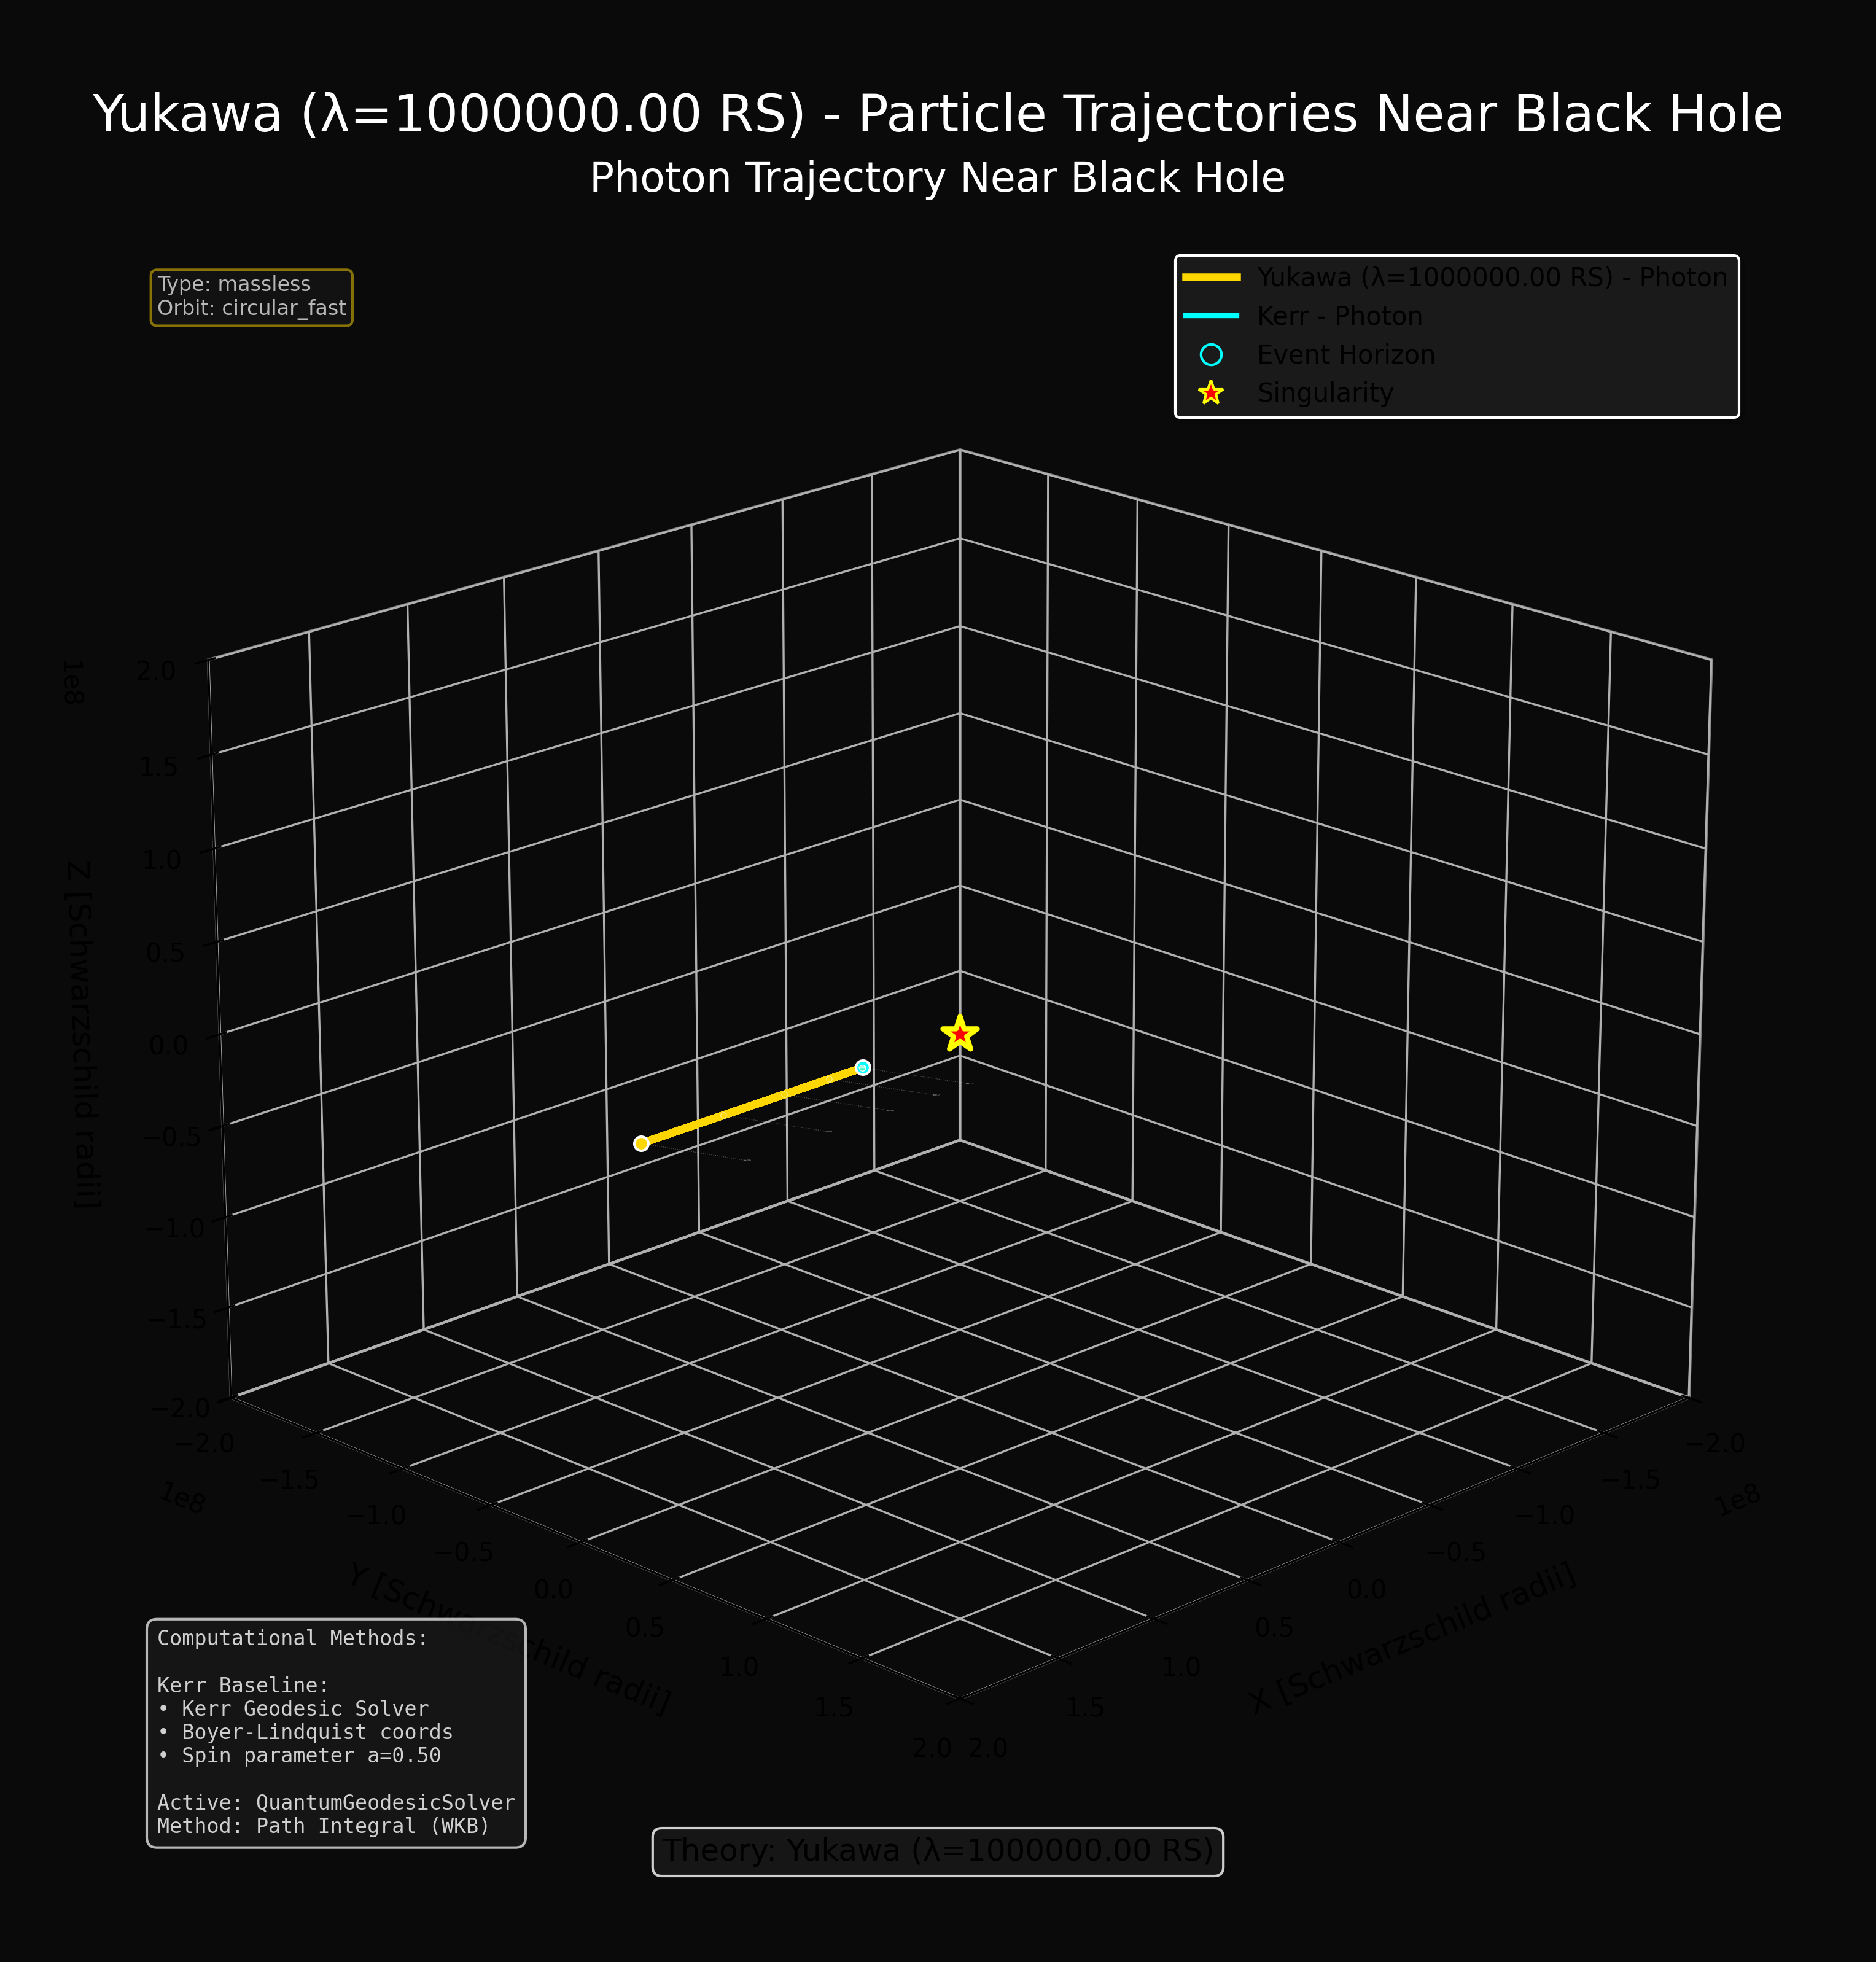 Yukawa (λ=1000000.00 RS) - Particle Trajectories Near Black Hole
Photon Trajectory Near Black Hole
Type: massless
Orbit: circular_fast
Yukawa (λ=1000000.00 RS) - Photon
Kerr - Photon
Event Horizon
Singularity
1e8
2.0
1.5
1.0
0.5
0.0
−0.5
−1.0
−1.5
−2.0
Z [Schwarzschild radii]
−2.0
−1.5
−1.0
−0.5
0.0
0.5
1.0
1.5
2.0
1e8
Y [Schwarzschild radii]
−2.0
−1.5
−1.0
−0.5
0.0
0.5
1.0
1.5
2.0
1e8
X [Schwarzschild radii]
Computational Methods:
Kerr Baseline:
• Kerr Geodesic Solver
• Boyer-Lindquist coords
• Spin parameter a=0.50
Active: QuantumGeodesicSolver
Method: Path Integral (WKB)
Theory: Yukawa (λ=1000000.00 RS)